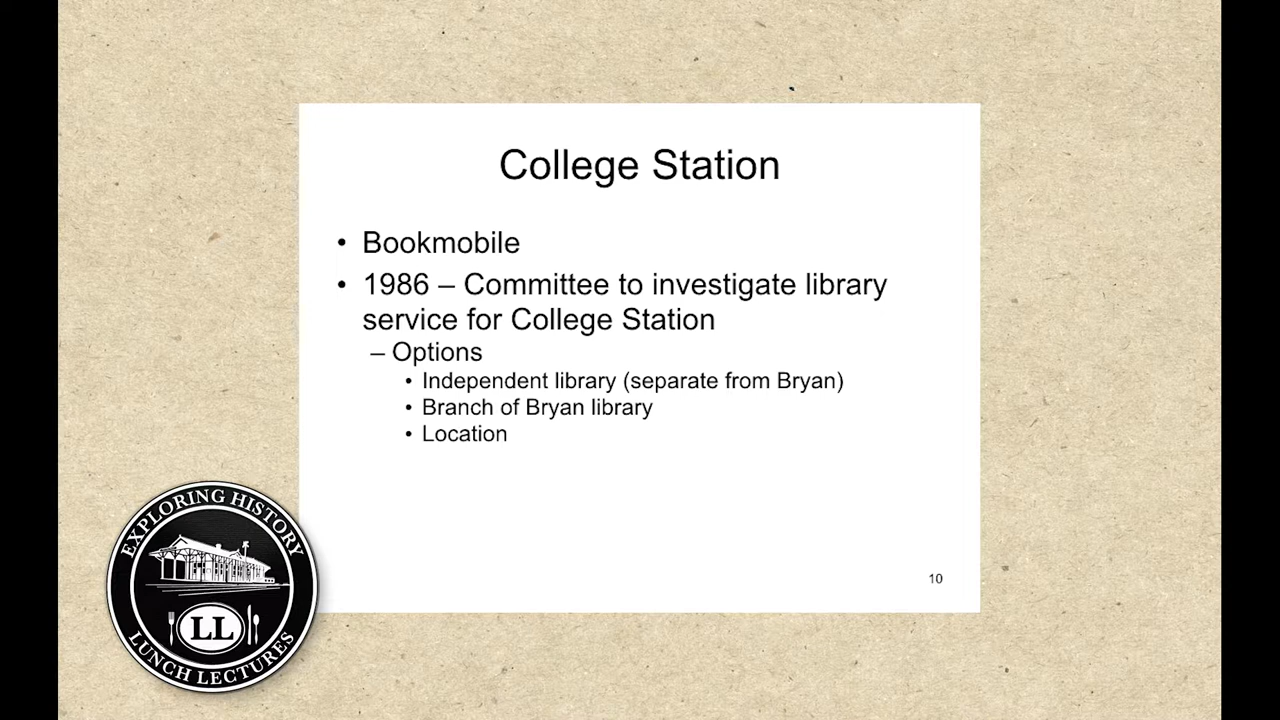 College Station
• Bookmobile
• 1986 – Committee to investigate library
service for College Station
– Options
• Independent library (separate from Bryan)
• Branch of Bryan library
• Location
10
EXPLORING HISTORY
LL
LUNCH LECTURES